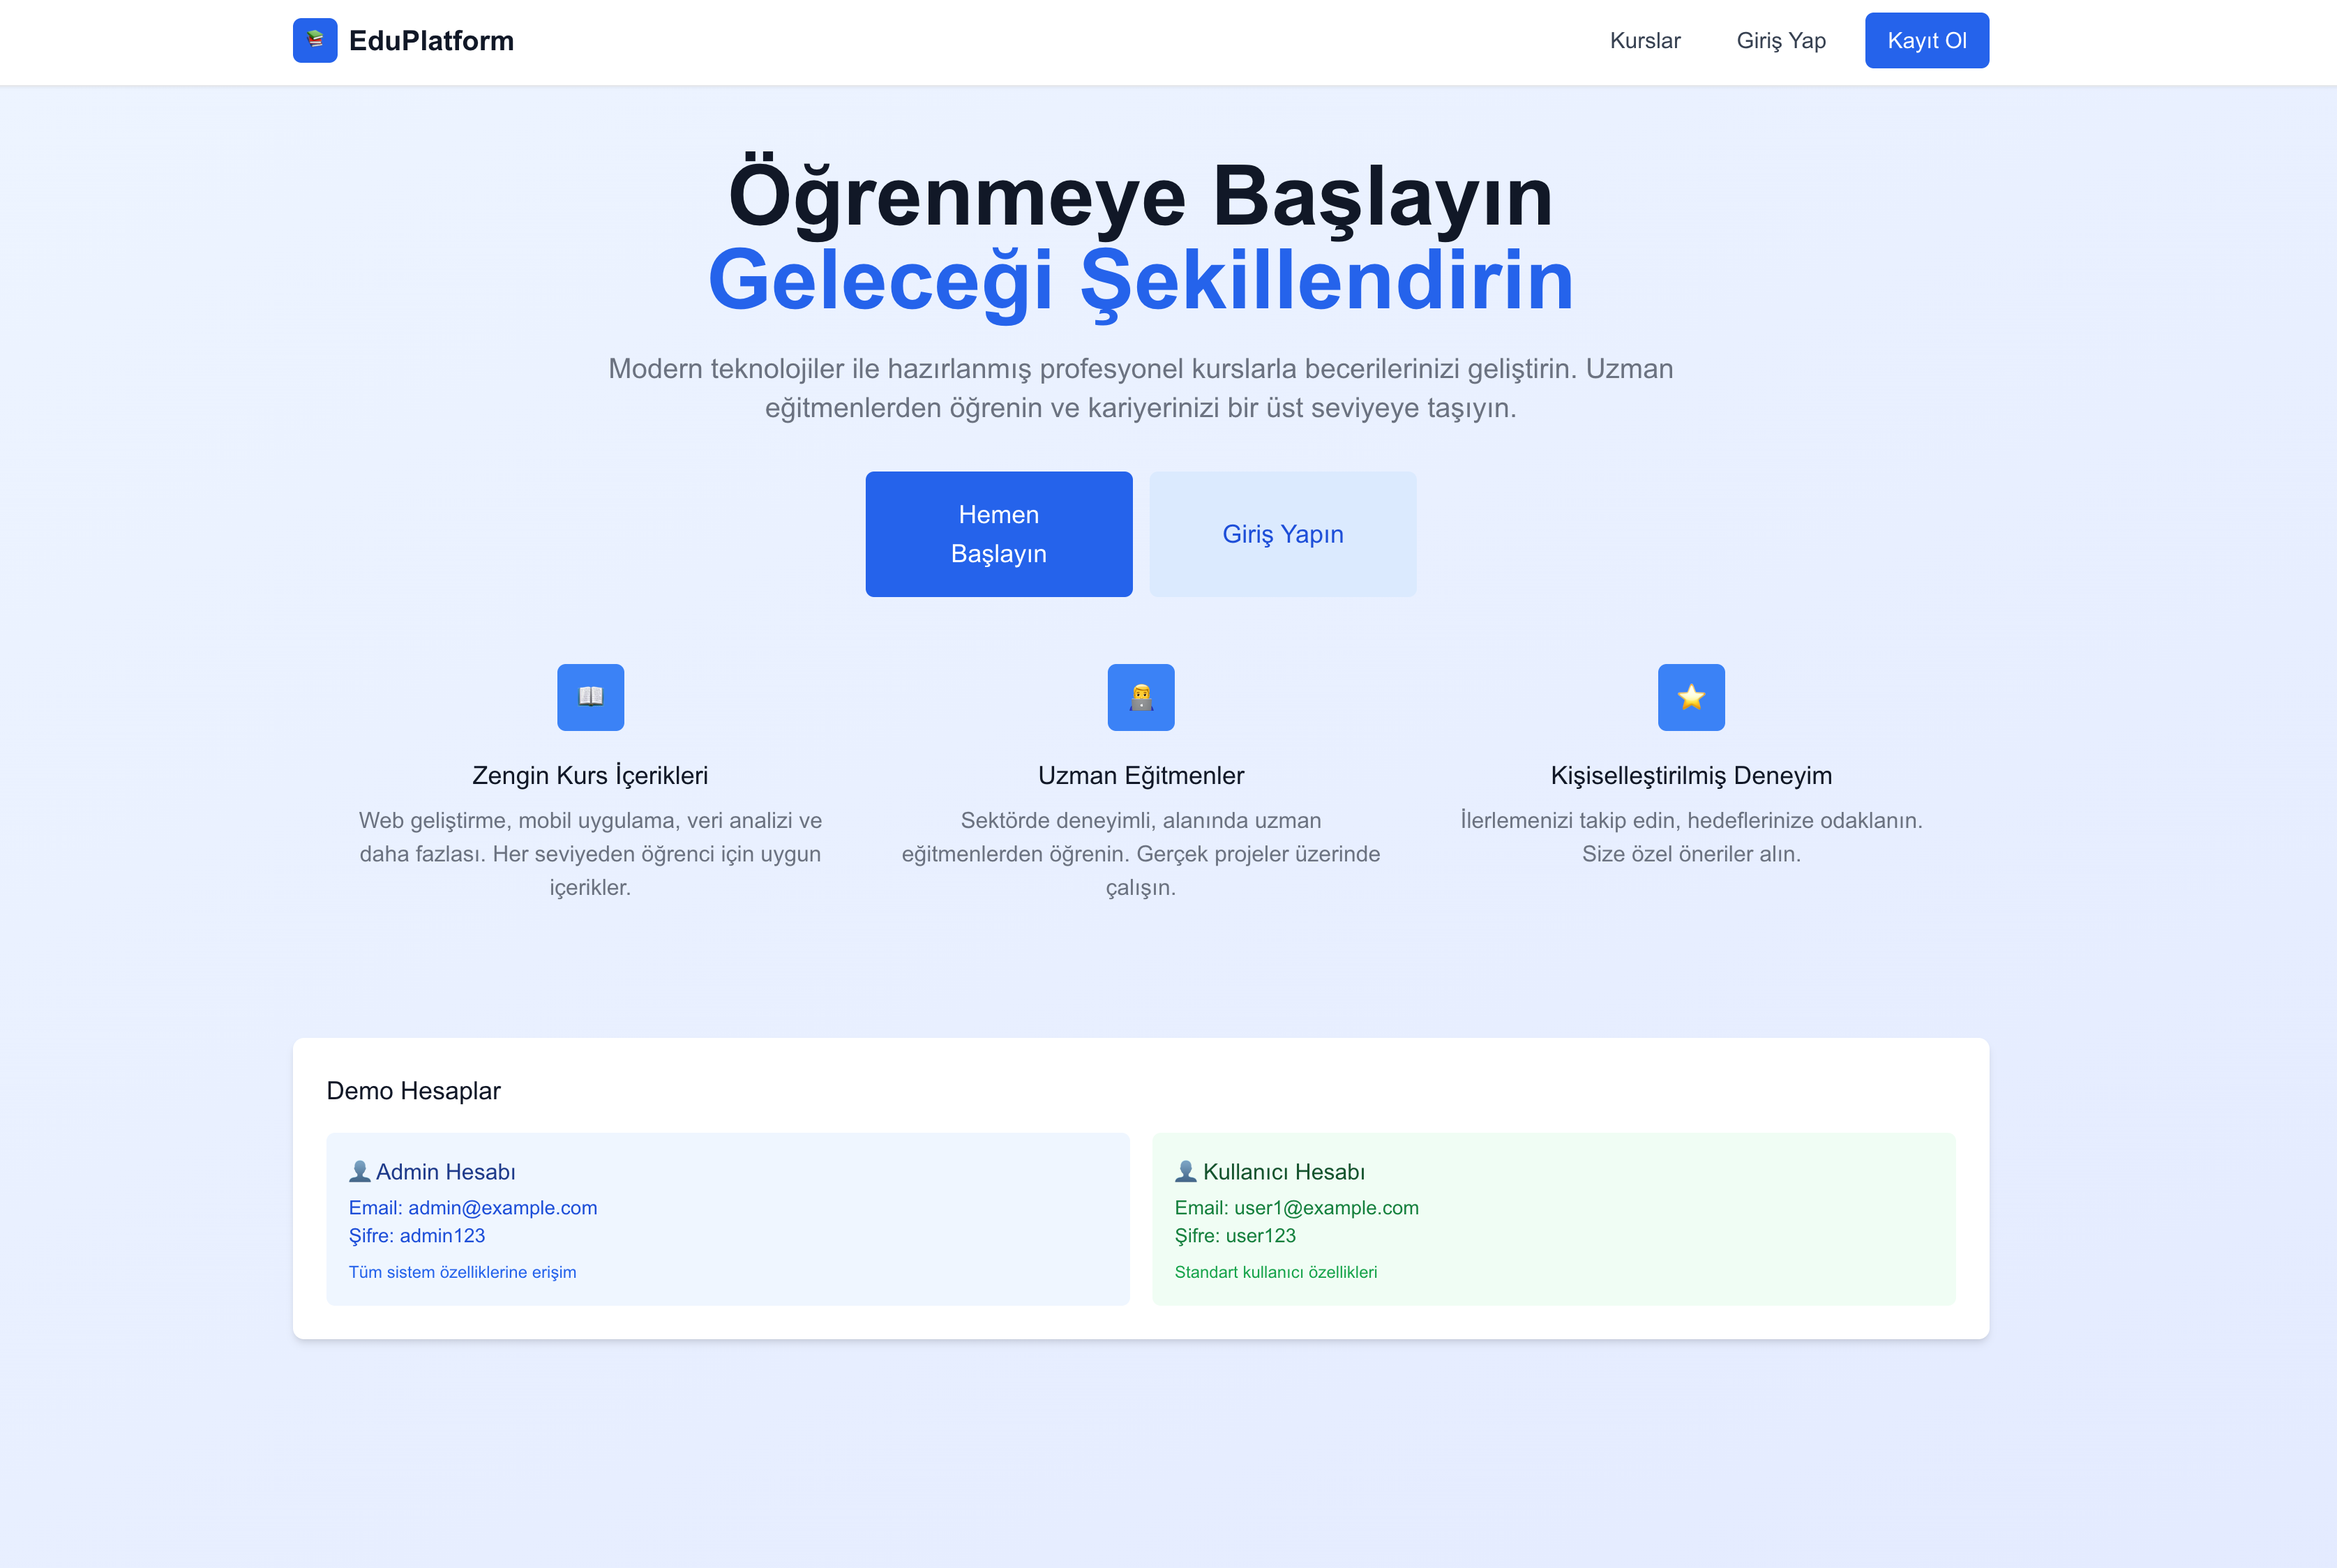 EduPlatform
Kurslar
Giriş Yap
Kayıt Ol
Öğrenmeye Başlayın
Geleceği Şekillendirin
Modern teknolojiler ile hazırlanmış profesyonel kurslarla becerilerinizi geliştirin. Uzman
eğitmenlerden öğrenin ve kariyerinizi bir üst seviyeye taşıyın.
Hemen
Başlayın
Giriş Yapın
Zengin Kurs İçerikleri
Web geliştirme, mobil uygulama, veri analizi ve
daha fazlası. Her seviyeden öğrenci için uygun
içerikler.
Uzman Eğitmenler
Sektörde deneyimli, alanında uzman
eğitmenlerden öğrenin. Gerçek projeler üzerinde
çalışın.
Kişiselleştirilmiş Deneyim
İlerlemenizi takip edin, hedeflerinize odaklanın.
Size özel öneriler alın.
Demo Hesaplar
Admin Hesabı
Email: admin@example.com
Şifre: admin123
Tüm sistem özelliklerine erişim
Kullanıcı Hesabı
Email: user1@example.com
Şifre: user123
Standart kullanıcı özellikleri